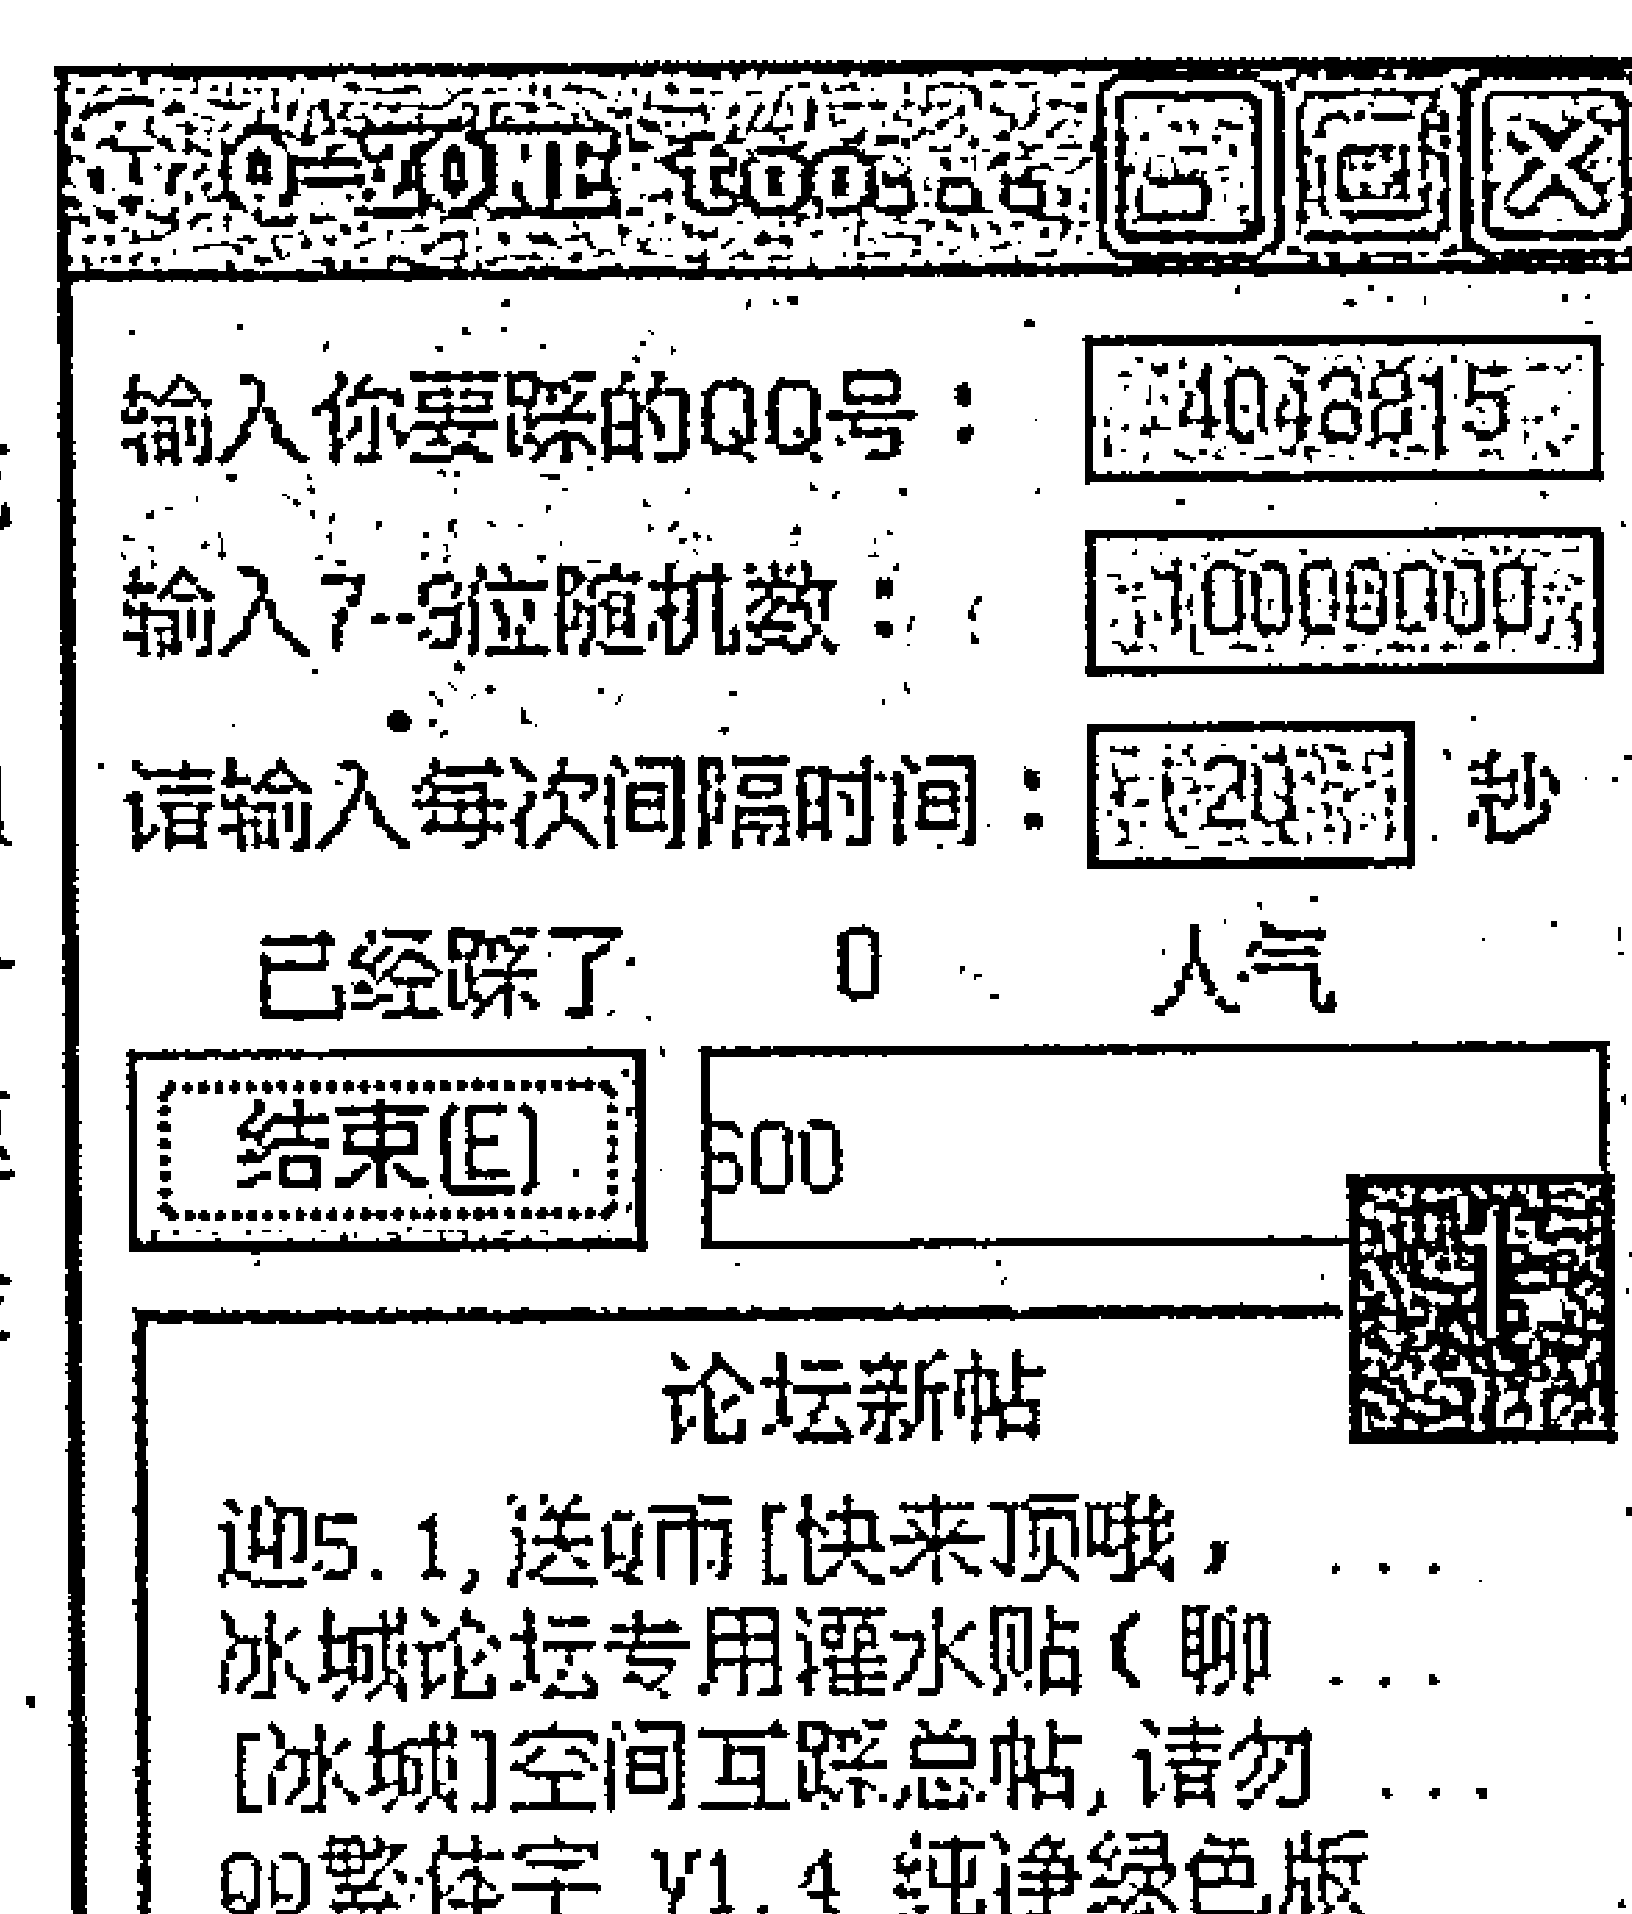 Q-ZONE tool...
输入你要踩的QQ号： 4046815
输入7--9位随机数： 10000000
请输入每次间隔时间： 20 秒
已经踩了 0 人气
结束(E) 600
论坛新帖
迎5.1,送Q币[快来顶哦， ...
冰城论坛专用灌水贴(聊 ...
[冰城]空间互踩总帖,请勿 ...
QQ繁体字 V1.4 纯净绿色版